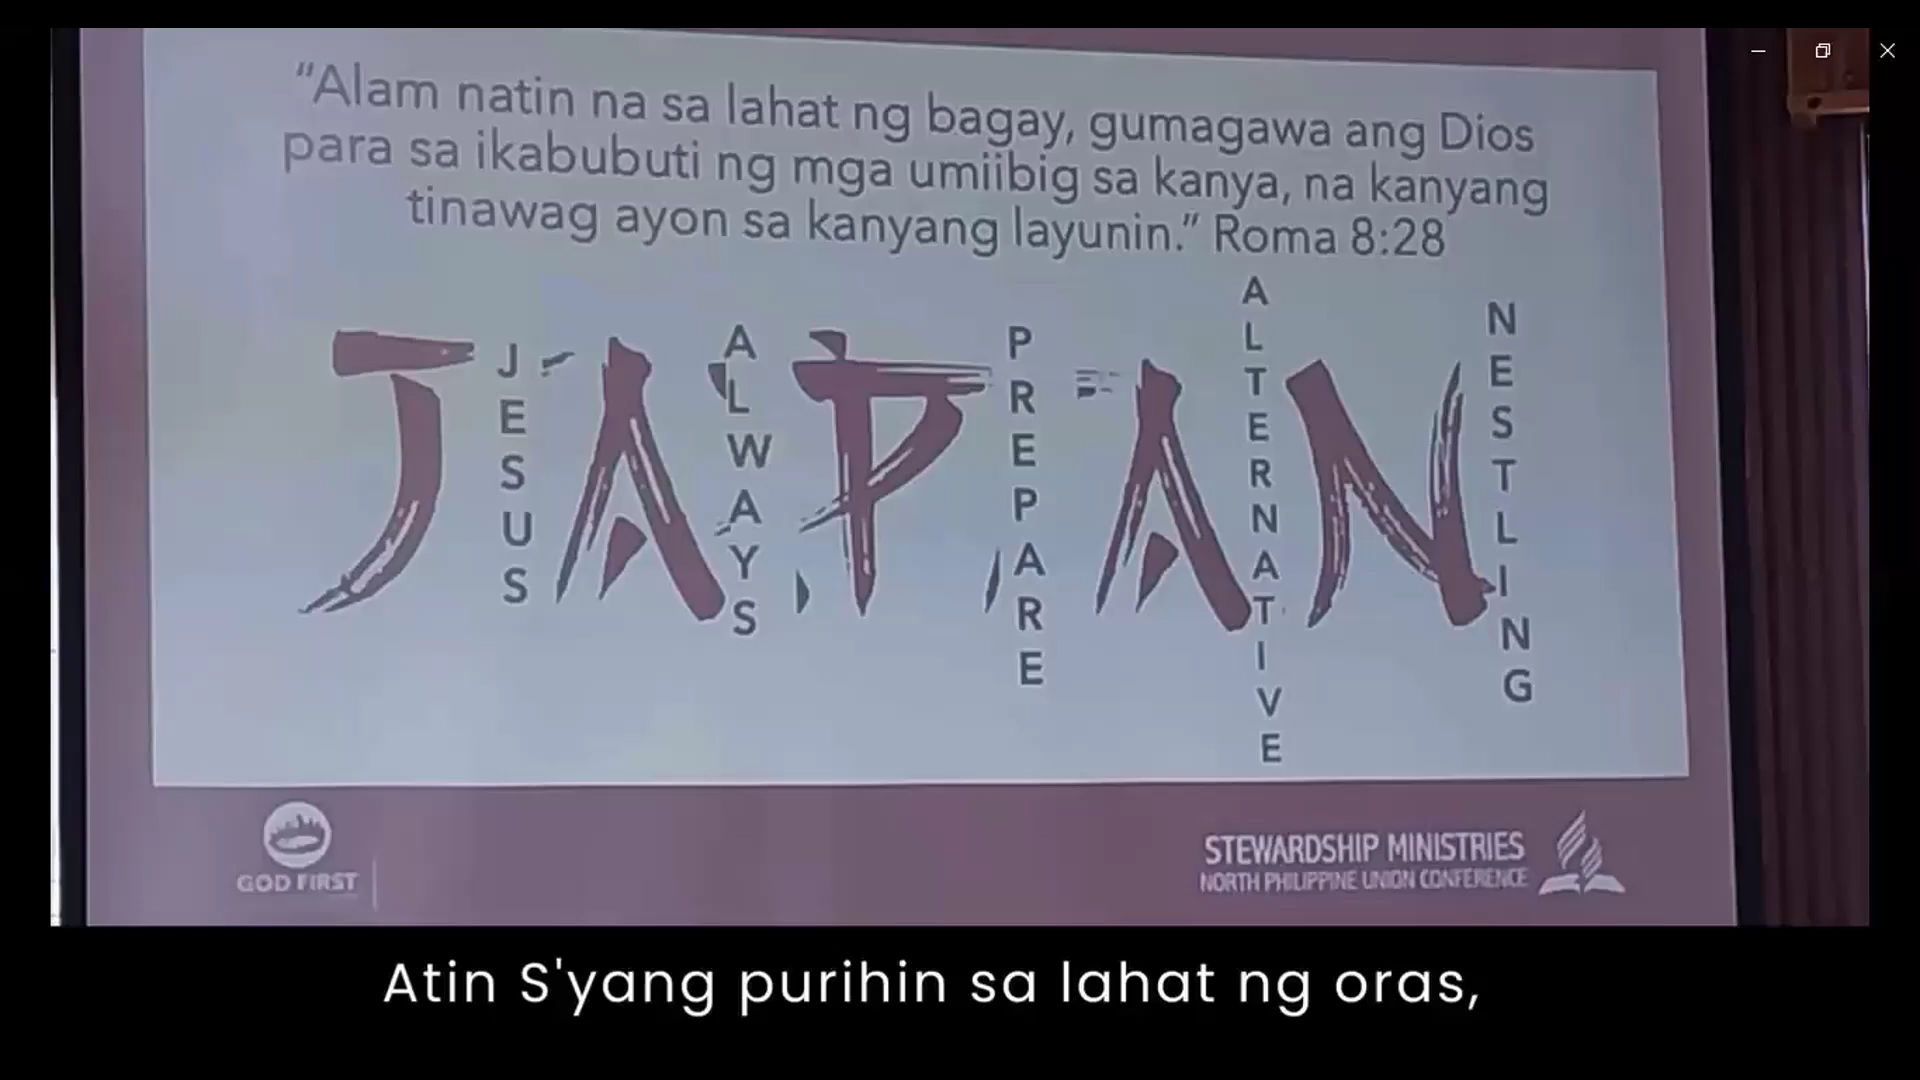 “Alam natin na sa lahat ng bagay, gumagawa ang Dios
para sa ikabubuti ng mga umiibig sa kanya, na kanyang
tinawag ayon sa kanyang layunin.” Roma 8:28
JAPAN
JESUS
ALWAYS
PREPARE
ALTERNATIVE
NESTLING
GOD FIRST
STEWARDSHIP MINISTRIES
NORTH PHILIPPINE UNION CONFERENCE
Atin S'yang purihin sa lahat ng oras,